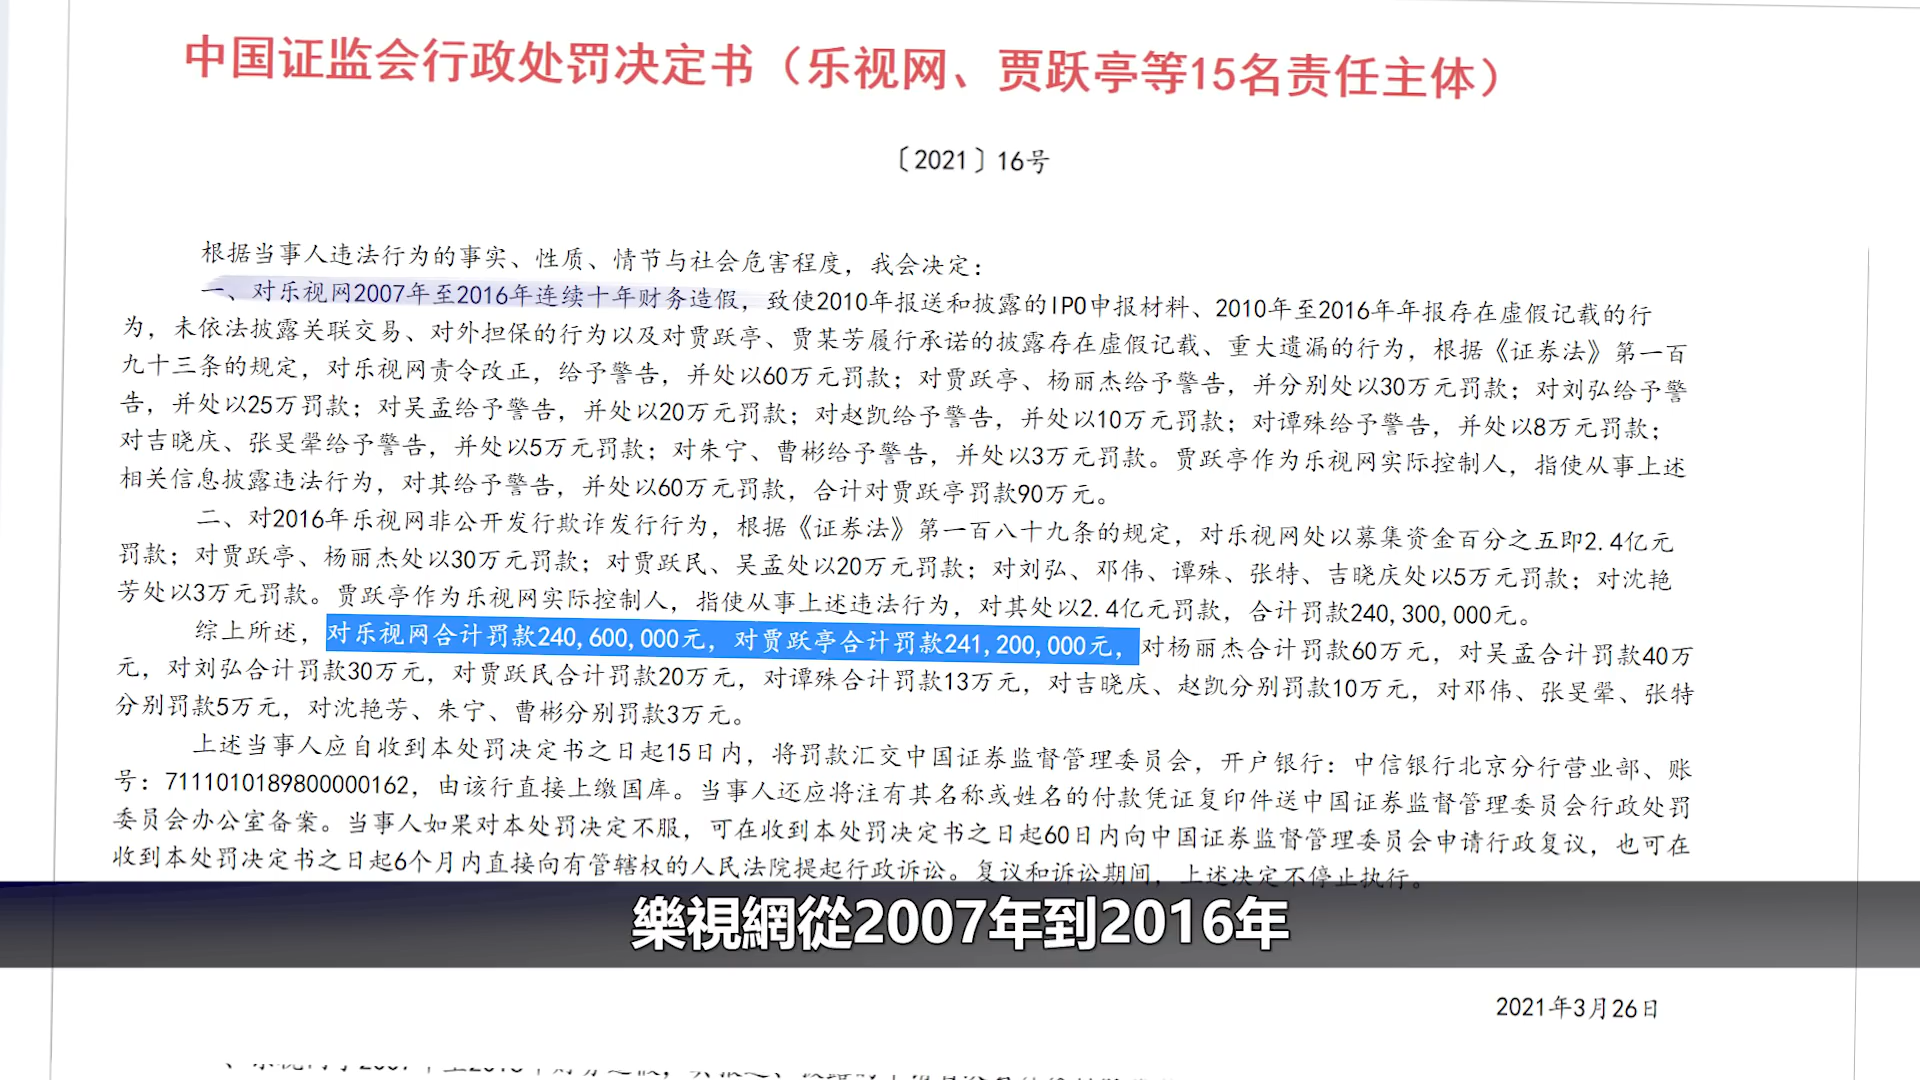 中国证监会行政处罚决定书（乐视网、贾跃亭等15名责任主体）
〔2021〕16号
根据当事人违法行为的事实、性质、情节与社会危害程度，我会决定：
一、对乐视网2007年至2016年连续十年财务造假，致使2010年报送和披露的IPO申报材料、2010年至2016年年报存在虚假记载的行
为，未依法披露关联交易、对外担保的行为以及对贾跃亭、贾某芳履行承诺的披露存在虚假记载、重大遗漏的行为，根据《证券法》第一百
九十三条的规定，对乐视网责令改正，给予警告，并处以60万元罚款；对贾跃亭、杨丽杰给予警告，并分别处以30万元罚款；对刘弘给予警
告，并处以25万罚款；对吴孟给予警告，并处以20万元罚款；对赵凯给予警告，并处以10万元罚款；对谭殊给予警告，并处以8万元罚款；
对吉晓庆、张旻翚给予警告，并处以5万元罚款；对朱宁、曹彬给予警告，并处以3万元罚款。贾跃亭作为乐视网实际控制人，指使从事上述
相关信息披露违法行为，对其给予警告，并处以60万元罚款，合计对贾跃亭罚款90万元。
二、对2016年乐视网非公开发行欺诈发行行为，根据《证券法》第一百八十九条的规定，对乐视网处以募集资金百分之五即2.4亿元
罚款；对贾跃亭、杨丽杰处以30万元罚款；对贾跃民、吴孟处以20万元罚款；对刘弘、邓伟、谭殊、张特、吉晓庆处以5万元罚款；对沈艳
芳处以3万元罚款。贾跃亭作为乐视网实际控制人，指使从事上述违法行为，对其处以2.4亿元罚款，合计罚款240,300,000元。
综上所述，对乐视网合计罚款240,600,000元，对贾跃亭合计罚款241,200,000元，对杨丽杰合计罚款60万元，对吴孟合计罚款40万
元，对刘弘合计罚款30万元，对贾跃民合计罚款20万元，对谭殊合计罚款13万元，对吉晓庆、赵凯分别罚款10万元，对邓伟、张旻翚、张特
分别罚款5万元，对沈艳芳、朱宁、曹彬分别罚款3万元。
上述当事人应自收到本处罚决定书之日起15日内，将罚款汇交中国证券监督管理委员会，开户银行：中信银行北京分行营业部、账
号：7111010189800000162，由该行直接上缴国库。当事人还应将注有其名称或姓名的付款凭证复印件送中国证券监督管理委员会行政处罚
委员会办公室备案。当事人如果对本处罚决定不服，可在收到本处罚决定书之日起60日内向中国证券监督管理委员会申请行政复议，也可在
收到本处罚决定书之日起6个月内直接向有管辖权的人民法院提起行政诉讼。复议和诉讼期间，上述决定不停止执行。
樂視網從2007年到2016年
2021年3月26日